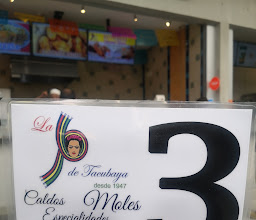 La
P
de Tacubaya
desde 1947
Caldos Moles
Especialidades
3